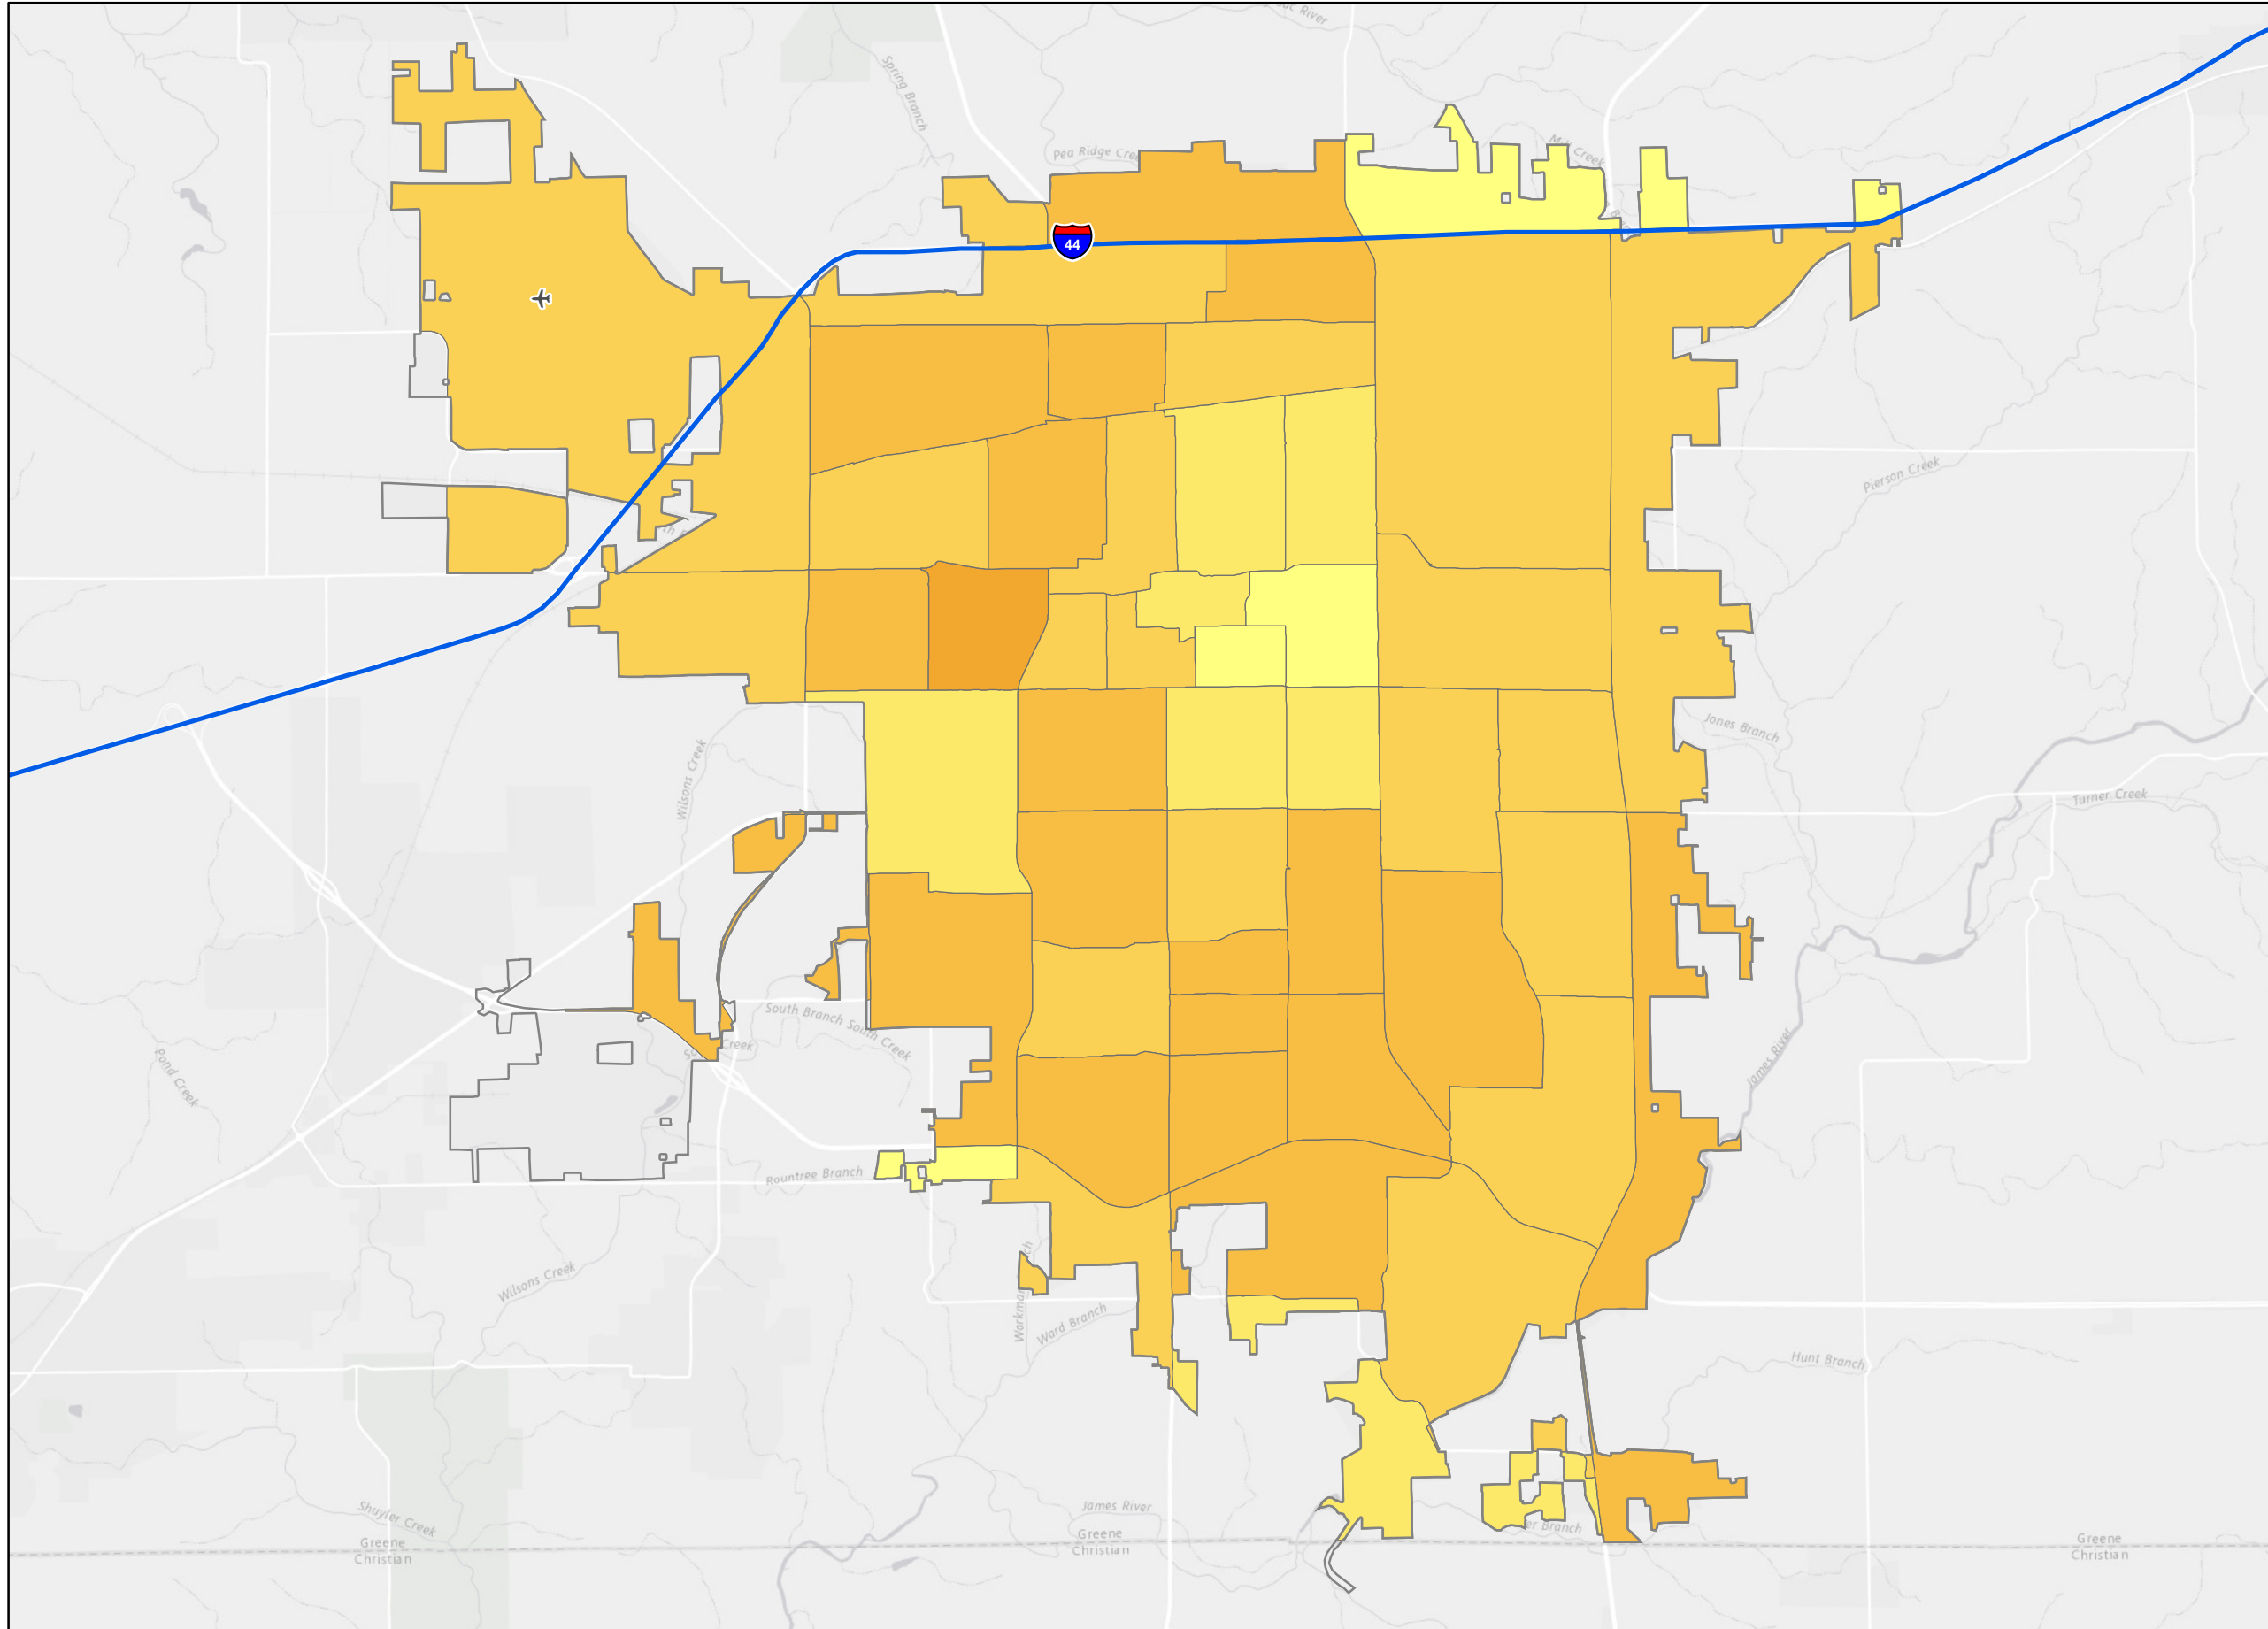 Spring Branch
Pea Ridge Cree
44
Pierson Creek
Jones Branch
Wilsons Creek
Turner Creek
South Branch South Creek
Creek
James River
Pond Creek
Rountree Branch
Wilsons Creek
Ward Branch
Hunt Branch
Shuyler Creek
James River
Greene
Christian
Greene
Christian
Greene
Christian